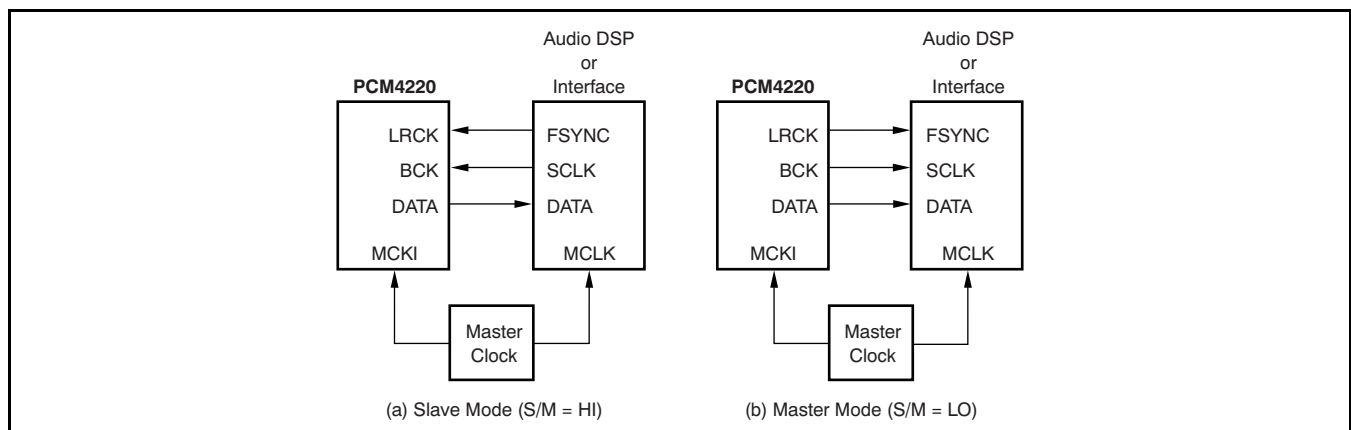 Audio DSP
or
Interface
PCM4220
LRCK
FSYNC
BCK
SCLK
DATA
DATA
MCKI
MCLK
Master
Clock
(a) Slave Mode (S/M = HI)
Audio DSP
or
Interface
PCM4220
LRCK
FSYNC
BCK
SCLK
DATA
DATA
MCKI
MCLK
Master
Clock
(b) Master Mode (S/M = LO)